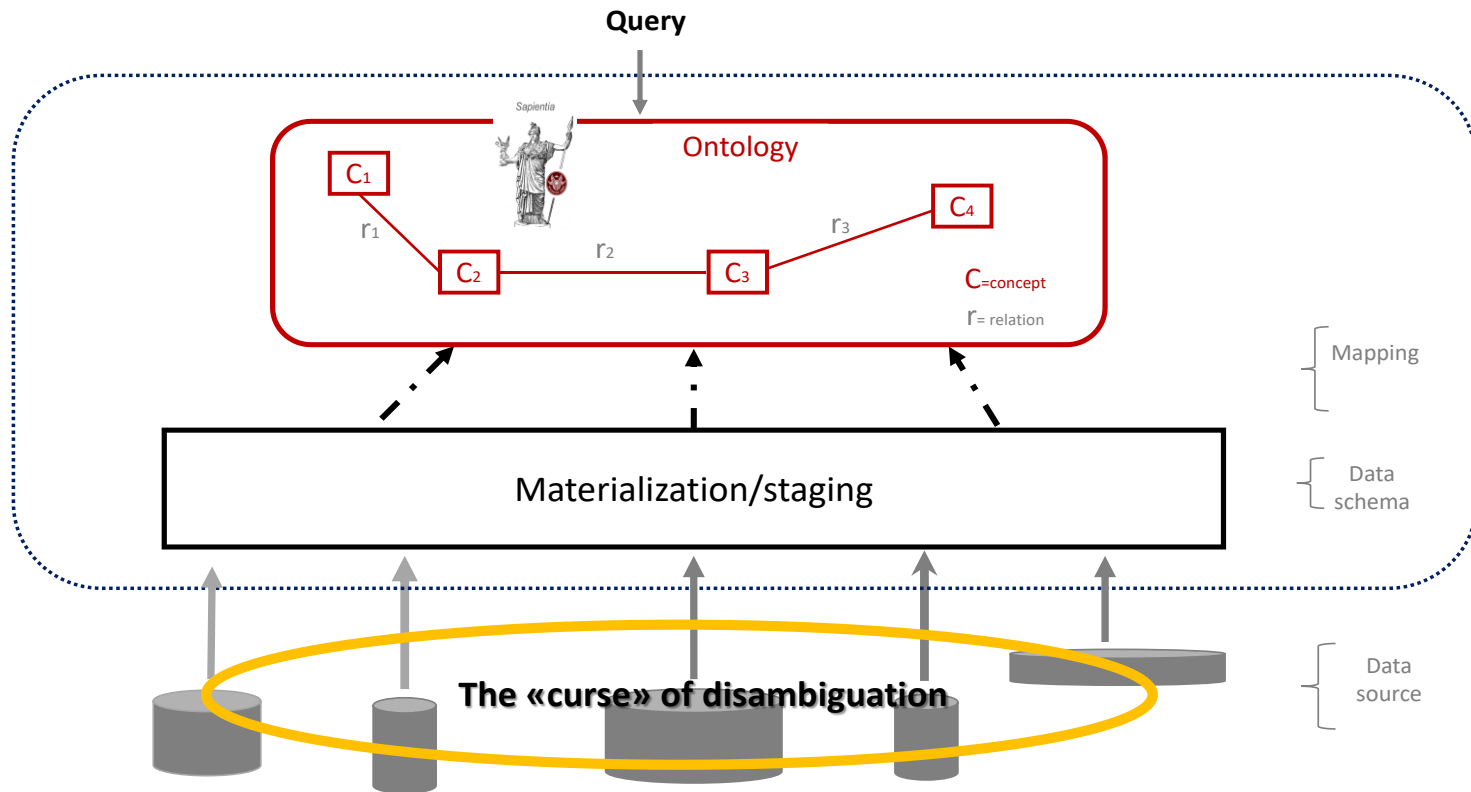 Query
Sapientia
Ontology
C1
C4
r1
r3
r2
C2
C3
C=concept
r= relation
Mapping
Materialization/staging
Data
schema
The «curse» of disambiguation
Data
source